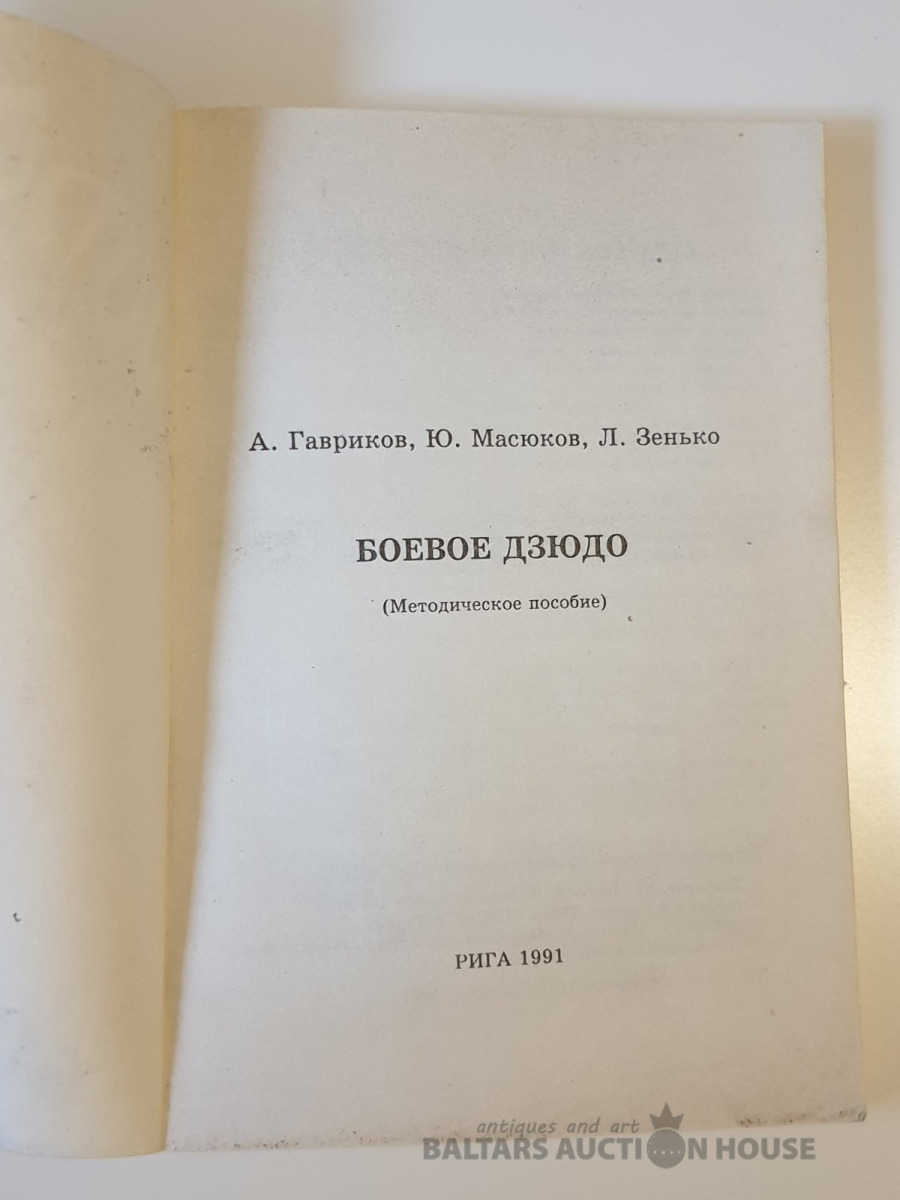 А. Гавриков, Ю. Масюков, Л. Зенько
БОЕВОЕ ДЗЮДО
(Методическое пособие)
РИГА 1991
antiques and art
BALTARS AUCTION HOUSE